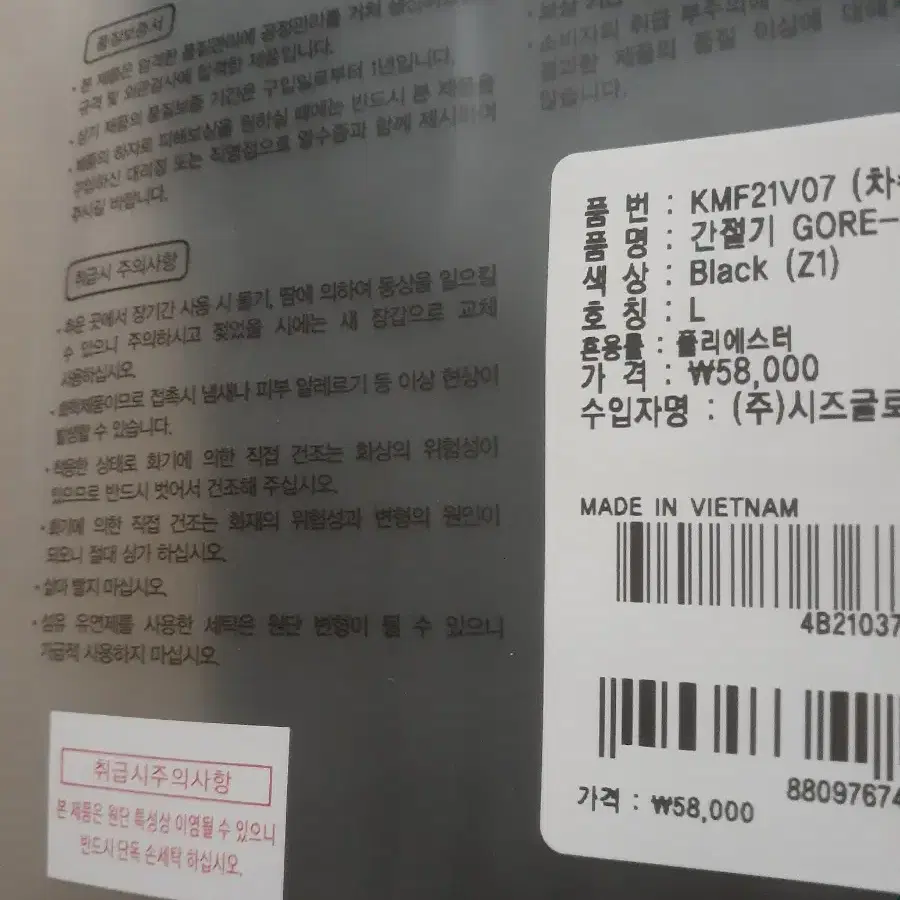 품질보증서
· 본 제품은 엄격한 품질관리에 공정관리를 거쳐
규격 및 외관검사에 합격한 제품입니다.
· 상기 제품의 품질보증 기간은 구입일로부터 1년입니다.
· 제품의 하자로 피해보상을 원하실 때에는 반드시 본 제품을
구입하신 대리점 또는 직영점으로 영수증과 함께 제시하여
주시길 바랍니다.
취급시 주의사항
· 추운 곳에서 장기간 사용 시 물기, 땀에 의하여 동상을 일으킬
수 있으니 주의하시고 젖었을 시에는 새 장갑으로 교체
사용하십시오.
· 화학제품이므로 접촉시 냄새나 피부 알레르기 등 이상 현상이
발생할 수 있습니다.
· 착용한 상태로 화기에 의한 직접 건조는 화상의 위험성이
있으므로 반드시 벗어서 건조해 주십시오.
· 화기에 의한 직접 건조는 화재의 위험성과 변형의 원인이
되오니 절대 삼가 하십시오.
· 삶아 빨지 마십시오.
· 섬유 유연제를 사용한 세탁은 원단 변형이 될 수 있으니
가급적 사용하지 마십시오.
취급시주의사항
본 제품은 원단 특성상 이염될 수 있으니
반드시 단독 손세탁 하십시오.
· 보상 기간
· 소비자의 취급 부주의에
결과한 제품의 품질 이상에 대해
않습니다.
품 번 : KMF21V07 (차
품 명 : 간절기 GORE-
색 상 : Black (Z1)
호 칭 : L
혼용률 : 폴리에스터
가 격 : ₩58,000
수입자명 : (주)시즈글로
MADE IN VIETNAM
4B21037
88097674
가격 : ₩58,000